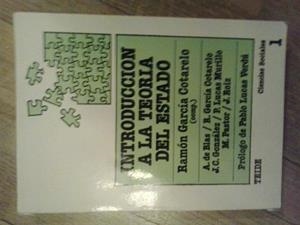 INTRODUCCION
A LA TEORIA
DEL ESTADO
Ramón García Cotarelo
(comp.)
A. de Blas / R. García Cotarelo
J.C. González / P. Lucas Murillo
M. Pastor / J. Roiz
Prólogo de Pablo Lucas Verdú
TEIDE
Ciencias Sociales
1